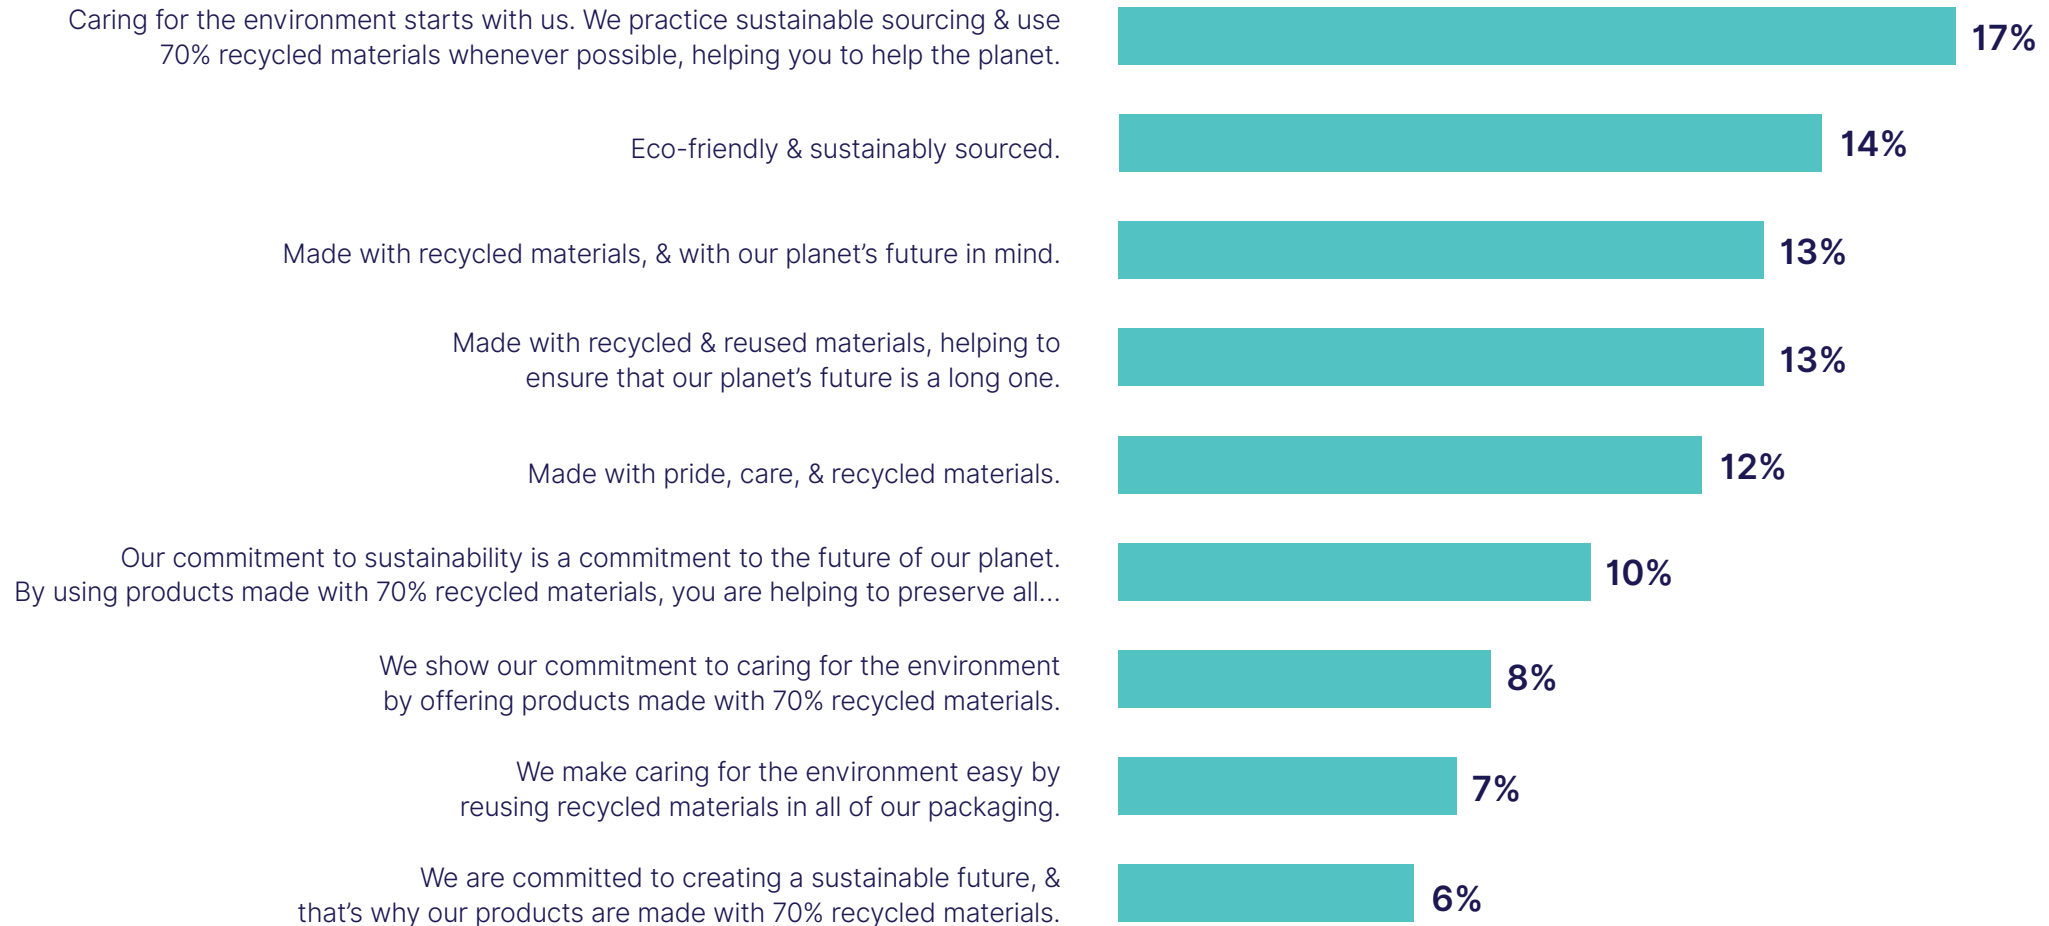 Caring for the environment starts with us. We practice sustainable sourcing & use
70% recycled materials whenever possible, helping you to help the planet.
17%
Eco-friendly & sustainably sourced.
14%
Made with recycled materials, & with our planet’s future in mind.
13%
Made with recycled & reused materials, helping to
ensure that our planet’s future is a long one.
13%
Made with pride, care, & recycled materials.
12%
Our commitment to sustainability is a commitment to the future of our planet.
By using products made with 70% recycled materials, you are helping to preserve all...
10%
We show our commitment to caring for the environment
by offering products made with 70% recycled materials.
8%
We make caring for the environment easy by
reusing recycled materials in all of our packaging.
7%
We are committed to creating a sustainable future, &
that’s why our products are made with 70% recycled materials.
6%